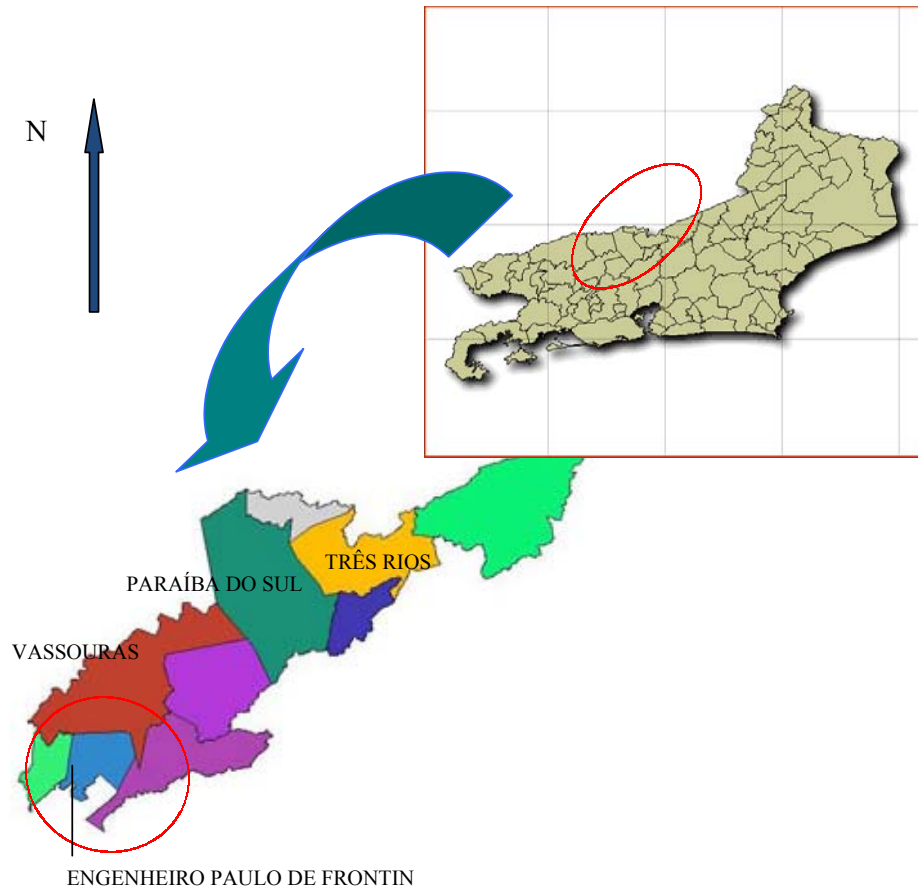 N
TRÊS RIOS
PARAÍBA DO SUL
VASSOURAS
ENGENHEIRO PAULO DE FRONTIN